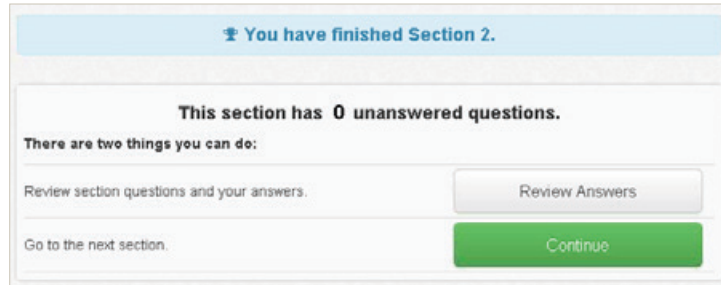 You have finished Section 2.
This section has 0 unanswered questions.
There are two things you can do:
Review section questions and your answers.
Review Answers
Go to the next section.
Continue